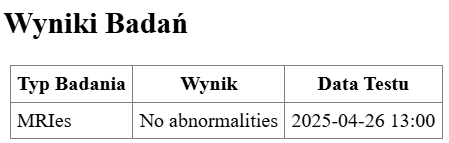 Wyniki Badań
Typ Badania Wynik Data Testu
MRIes No abnormalities 2025-04-26 13:00